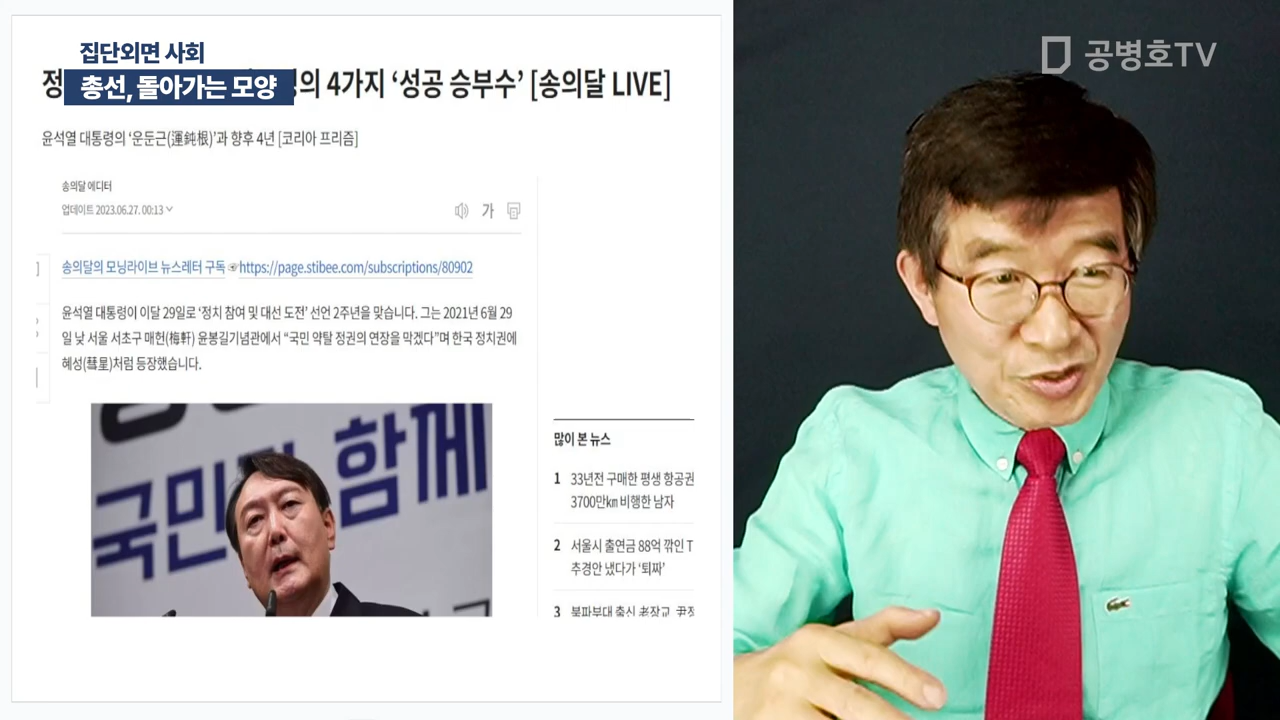 집단외면 사회
총선, 돌아가는 모양
정 의 4가지 ‘성공 승부수’ [송의달 LIVE]
윤석열 대통령의 ‘운둔근(運鈍根)’과 향후 4년 [코리아 프리즘]
송의달 에디터
업데이트 2023.06.27. 00:13
가
송의달의 모닝라이브 뉴스레터 구독 ☞https://page.stibee.com/subscriptions/80902
윤석열 대통령이 이달 29일로 ‘정치 참여 및 대선 도전’ 선언 2주년을 맞습니다. 그는 2021년 6월 29
일 낮 서울 서초구 매헌(梅軒) 윤봉길기념관에서 “국민 약탈 정권의 연장을 막겠다”며 한국 정치권에
혜성(彗星)처럼 등장했습니다.
국민 함께
많이 본 뉴스
1 33년전 구매한 평생 항공권
3700만㎞ 비행한 남자
2 서울시 출연금 88억 깎인 T
추경안 냈다가 ‘퇴짜’
3 북파부대 출신 老장교, 尹정
공병호TV